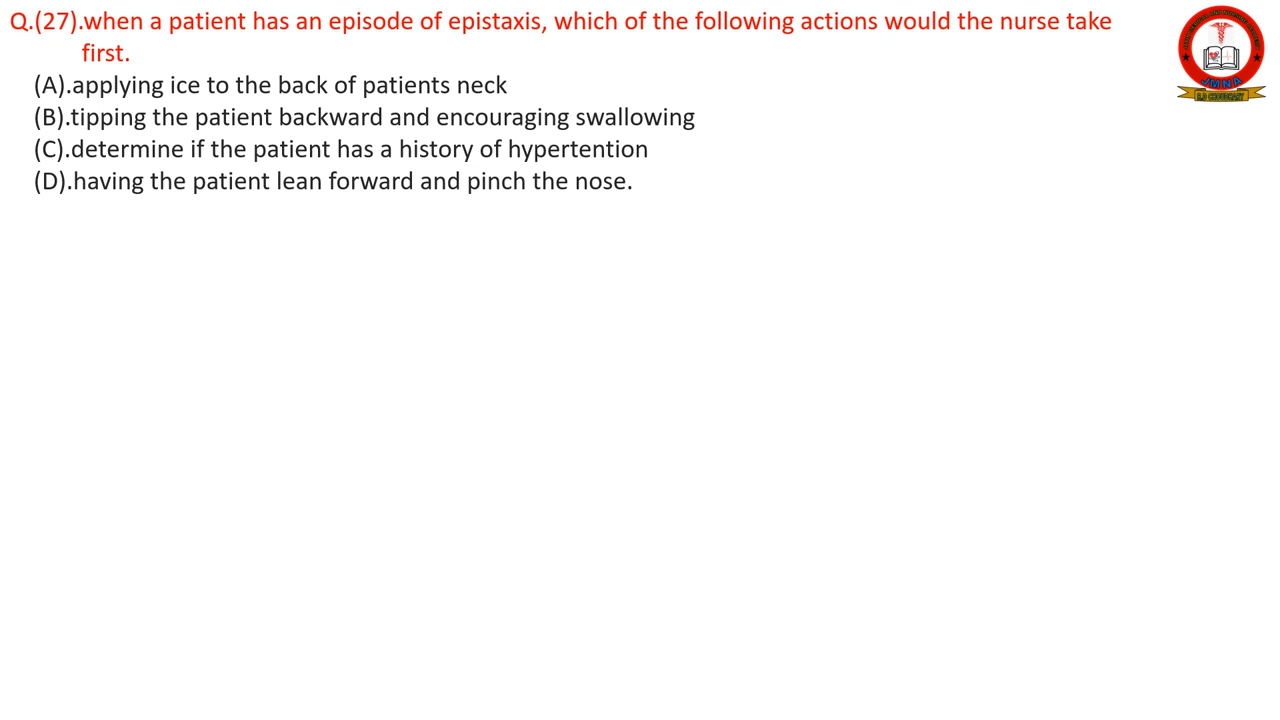 Q.(27).when a patient has an episode of epistaxis, which of the following actions would the nurse take
first.
(A).applying ice to the back of patients neck
(B).tipping the patient backward and encouraging swallowing
(C).determine if the patient has a history of hypertention
(D).having the patient lean forward and pinch the nose.
JMNA